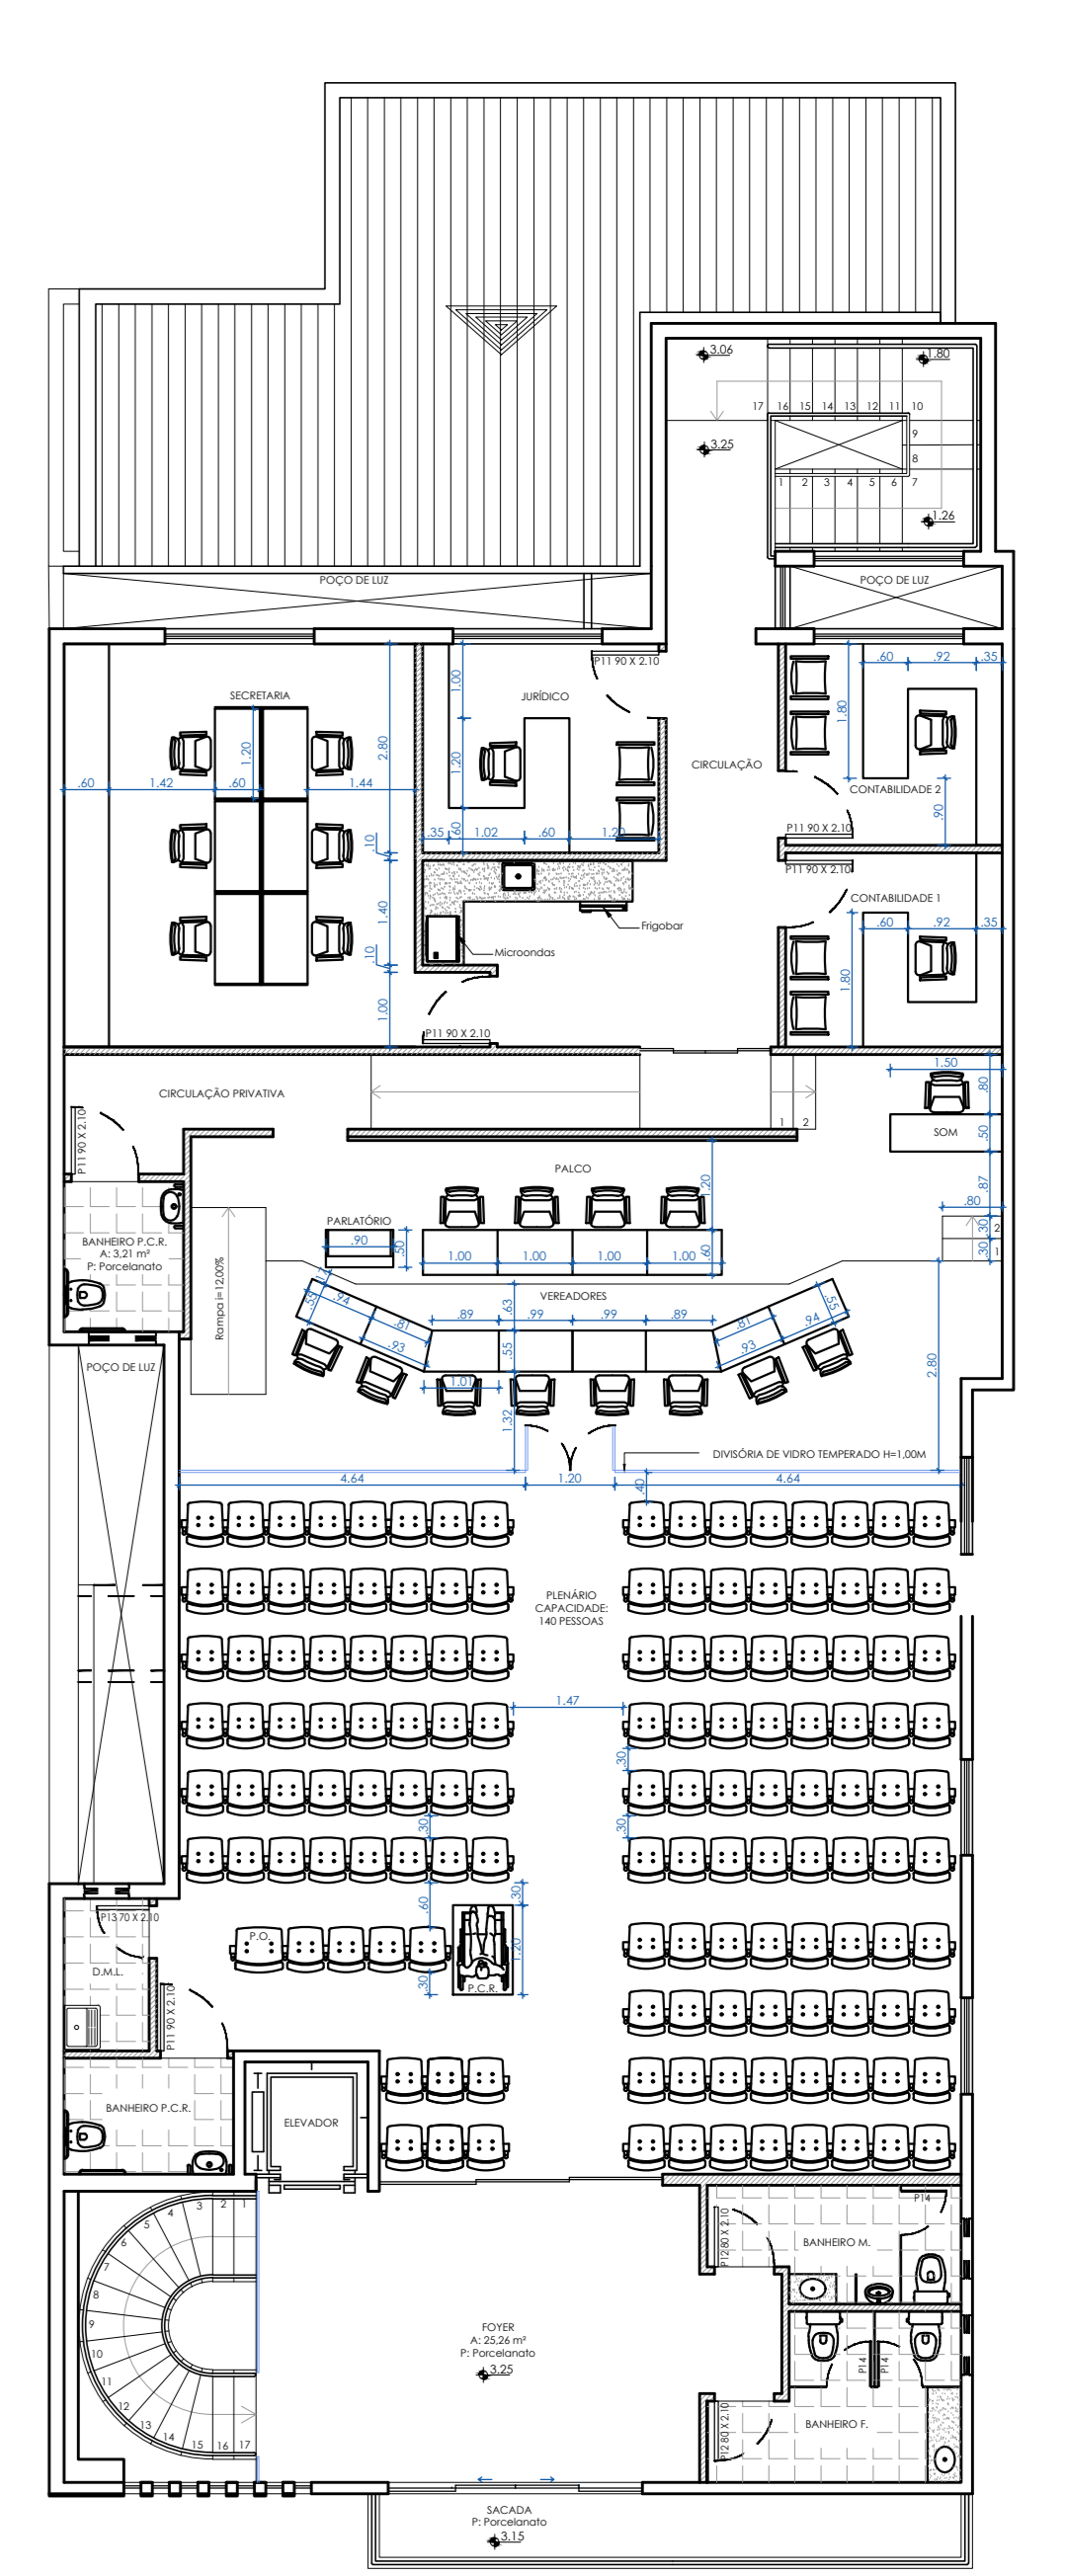 3.06
1.80
17 16 15 14 13 12 11 10
9
3.25
8
1 2 3 4 5 6 7
1.26
POÇO DE LUZ
POÇO DE LUZ
P11 90 X 2.10
.60 .92 .35
1.00
SECRETARIA
JURÍDICO
1.80
1.20
2.80
1.20
CIRCULAÇÃO
.60 1.42 .60 1.44
CONTABILIDADE 2
.90
.10
.60
.35 1.02 .60 1.20
P11 90 X 2.10
P11 90 X 2.10
CONTABILIDADE 1
1.40
Frigobar
.60 .92 .35
.10
Microondas
1.80
1.00
P11 90 X 2.10
1.50
CIRCULAÇÃO PRIVATIVA
.80
1 2
P11 90 X 2.10
SOM
.50
PALCO
1.20
.87
.80
PARLATÓRIO
.90
.50
1.00 1.00 1.00 1.00
.60
.30
2
.30
1
BANHEIRO P.C.R.
A: 3,21 m²
P: Porcelanato
Rampa i=12,00%
.17
.55
.94
.63
VEREADORES
.55
.94
.81
.89 .99 .99 .89
.81
.93
.55
.93
POÇO DE LUZ
2.80
1.01
1.32
DIVISÓRIA DE VIDRO TEMPERADO H=1,00M
4.64 1.20 4.64
.40
PLENÁRIO
CAPACIDADE:
140 PESSOAS
1.47
.30
.30
.30
.60
.30
P13 70 X 2.10
P.O.
1.20
D.M.L.
.30
P.C.R.
P11 90 X 2.10
BANHEIRO P.C.R.
ELEVADOR
3 2 1
4
5
6
7
8
9
10
11
12
13
14
15 16 17
P14
P12 80 X 2.10
BANHEIRO M.
FOYER
A: 25,26 m²
P: Porcelanato
3.25
P14
P14
P12 80 X 2.10
BANHEIRO F.
SACADA
P: Porcelanato
3.15